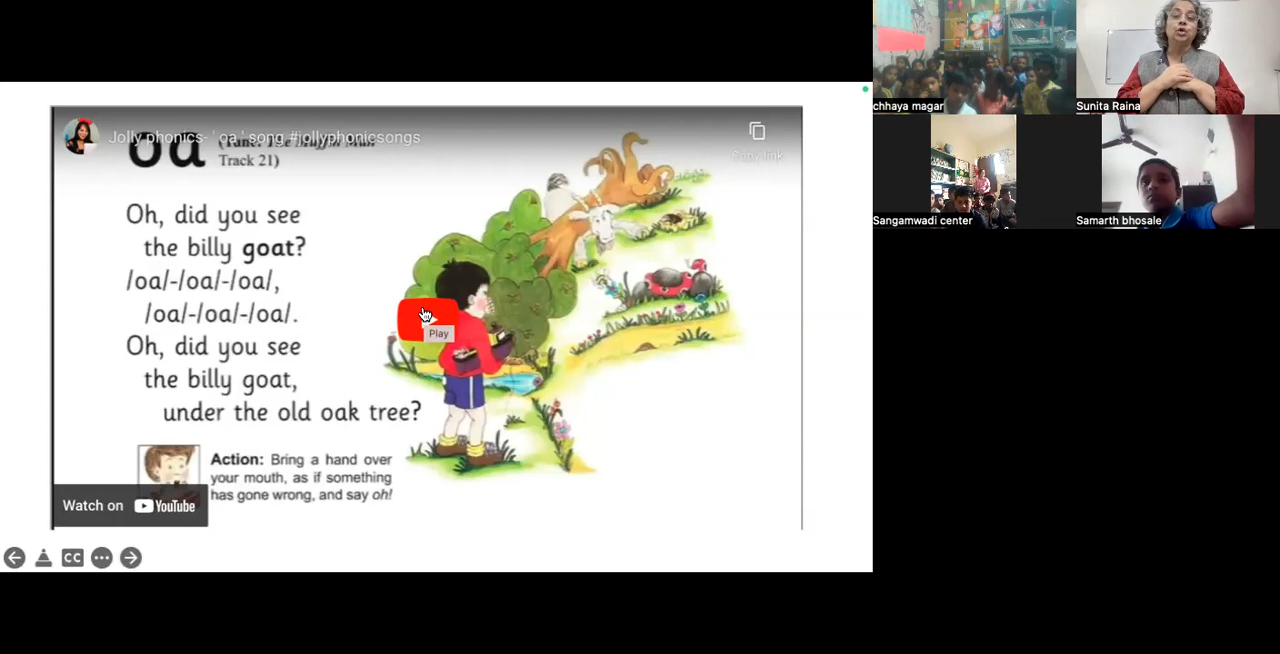 Jolly phonics- ‘ oa ’ song #jollyphonicsongs
oa
Track 21)
Copy link
Oh, did you see
the billy goat?
/oa/-/oa/-/oa/,
/oa/-/oa/-/oa/.
Oh, did you see
the billy goat,
under the old oak tree?
Action: Bring a hand over
your mouth, as if something
has gone wrong, and say oh!
Play
Watch on YouTube
CC
chhaya magar
Sunita Raina
Sangamwadi center
Samarth bhosale